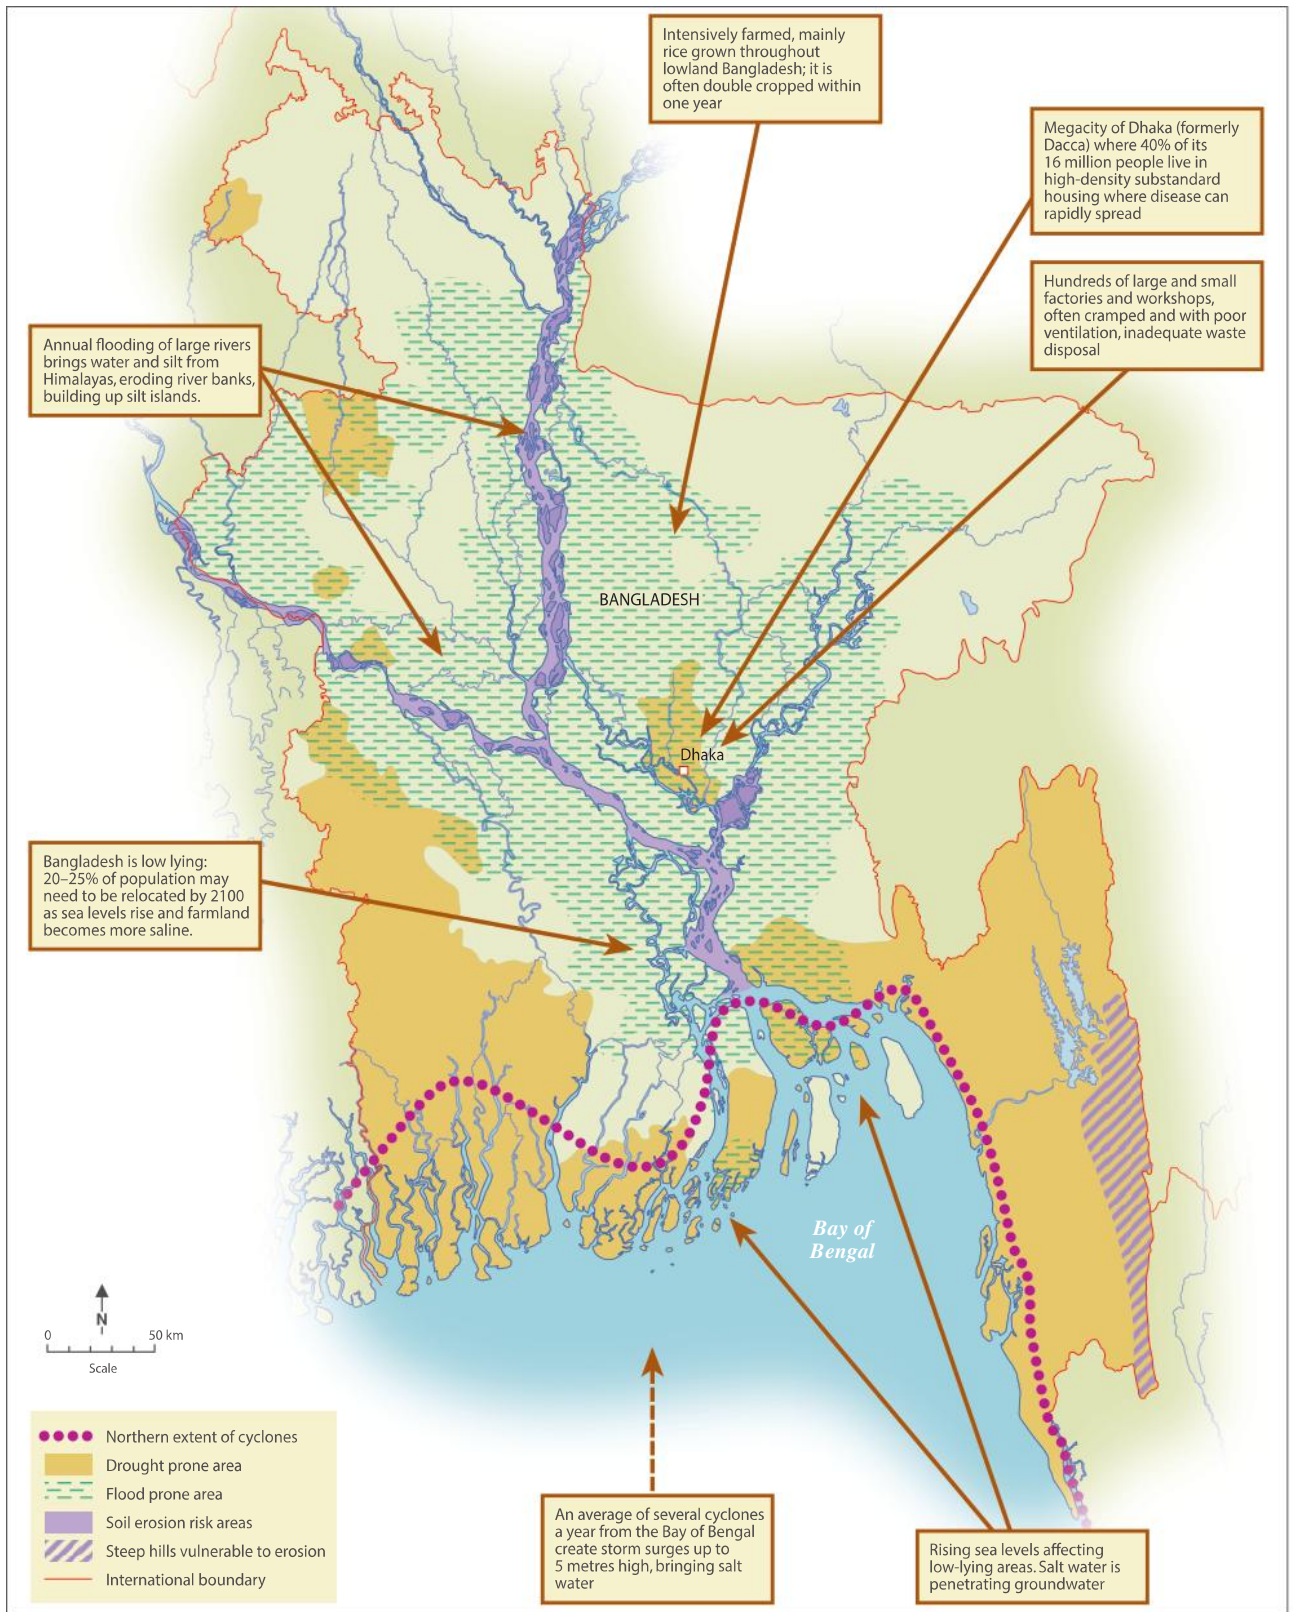 Intensively farmed, mainly
rice grown throughout
lowland Bangladesh; it is
often double cropped within
one year
Megacity of Dhaka (formerly
Dacca) where 40% of its
16 million people live in
high-density substandard
housing where disease can
rapidly spread
Hundreds of large and small
factories and workshops,
often cramped and with poor
ventilation, inadequate waste
disposal
Annual flooding of large rivers
brings water and silt from
Himalayas, eroding river banks,
building up silt islands.
BANGLADESH
Dhaka
Bangladesh is low lying:
20–25% of population may
need to be relocated by 2100
as sea levels rise and farmland
becomes more saline.
Bay of
Bengal
N
0 50 km
Scale
Northern extent of cyclones
Drought prone area
Flood prone area
Soil erosion risk areas
Steep hills vulnerable to erosion
International boundary
An average of several cyclones
a year from the Bay of Bengal
create storm surges up to
5 metres high, bringing salt
water
Rising sea levels affecting
low-lying areas. Salt water is
penetrating groundwater